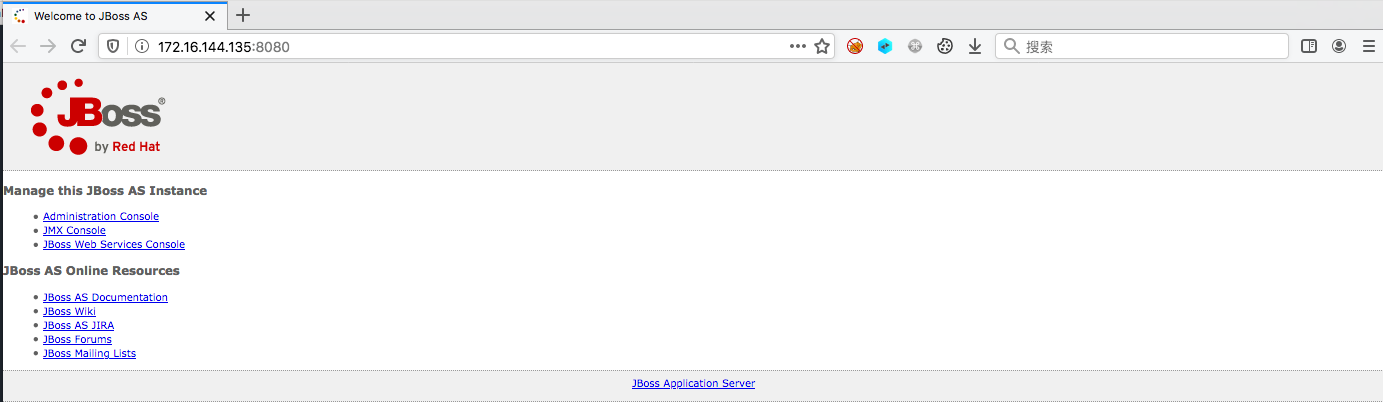 Welcome to JBoss AS
172.16.144.135:8080
搜索
JBoss®
by Red Hat
Manage this JBoss AS Instance
Administration Console
JMX Console
JBoss Web Services Console
JBoss AS Online Resources
JBoss AS Documentation
JBoss Wiki
JBoss AS JIRA
JBoss Forums
JBoss Mailing Lists
JBoss Application Server